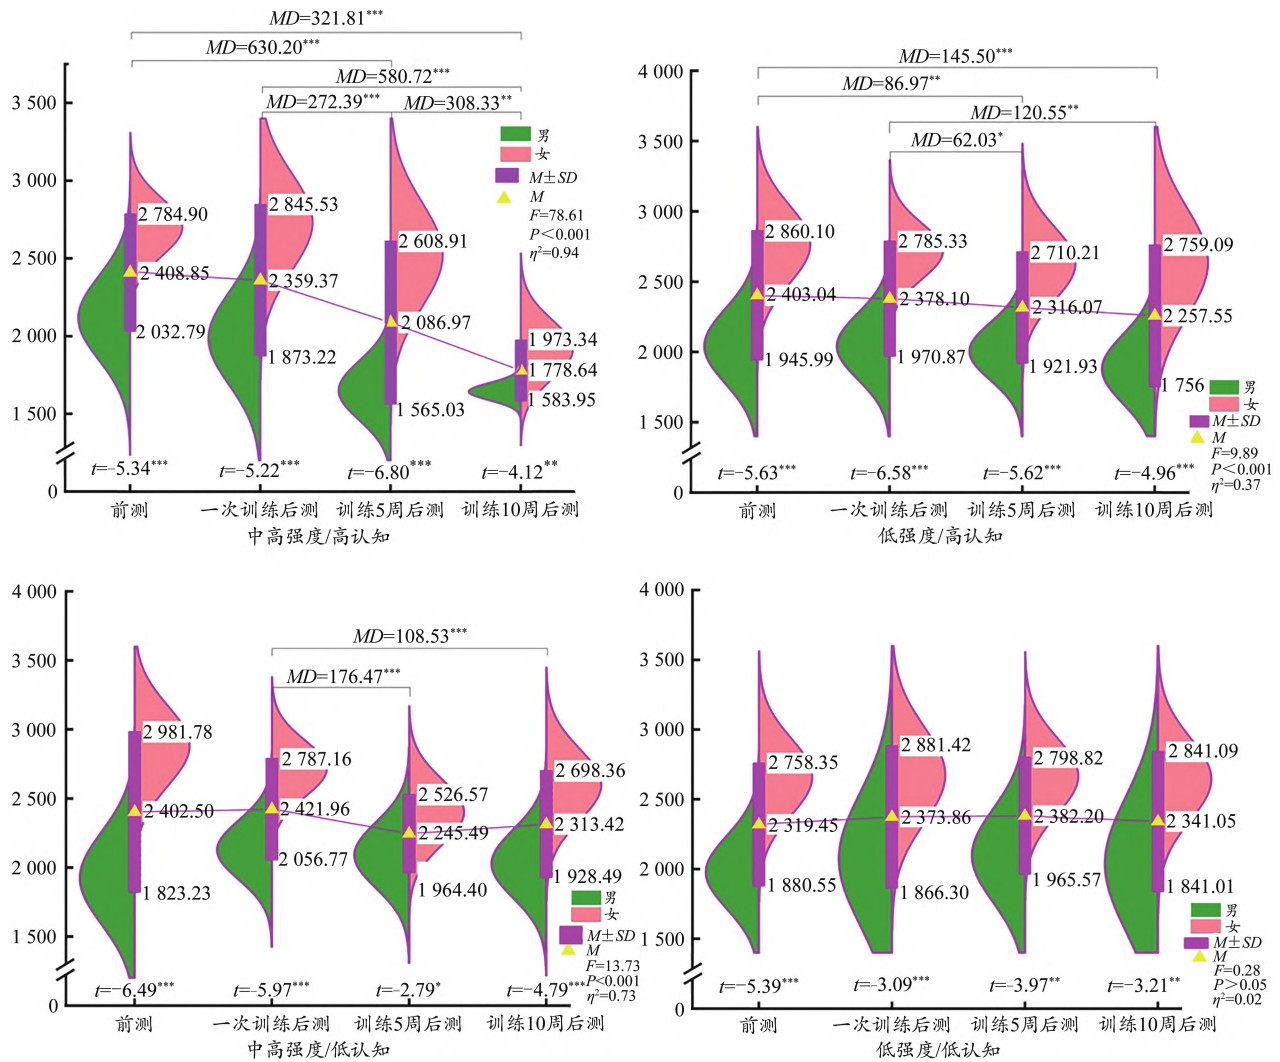 MD=321.81***
MD=630.20***
MD=580.72***
MD=272.39***
MD=308.33**
3 500
3 000
2 500
2 000
1 500
0
男
女
M±SD
M
F=78.61
P<0.001
η²=0.94
2 784.90
2 408.85
2 032.79
2 845.53
2 359.37
1 873.22
2 608.91
2 086.97
1 565.03
1 973.34
1 778.64
1 583.95
t=−5.34***
t=−5.22***
t=−6.80***
t=−4.12**
前测
一次训练后测
训练5周后测
训练10周后测
中高强度/高认知
MD=145.50***
MD=86.97**
MD=120.55**
MD=62.03*
4 000
3 500
3 000
2 500
2 000
1 500
0
2 860.10
2 403.04
1 945.99
2 785.33
2 378.10
1 970.87
2 710.21
2 316.07
1 921.93
2 759.09
2 257.55
1 756
男
女
M±SD
M
F=9.89
P<0.001
η²=0.37
t=−5.63***
t=−6.58***
t=−5.62***
t=−4.96***
前测
一次训练后测
训练5周后测
训练10周后测
低强度/高认知
MD=108.53***
MD=176.47***
4 000
3 500
3 000
2 500
2 000
1 500
0
2 981.78
2 402.50
1 823.23
2 787.16
2 421.96
2 056.77
2 526.57
2 245.49
1 964.40
2 698.36
2 313.42
1 928.49
男
女
M±SD
M
F=13.73
P<0.001
η²=0.73
t=−6.49***
t=−5.97***
t=−2.79*
t=−4.79***
前测
一次训练后测
训练5周后测
训练10周后测
中高强度/低认知
4 000
3 500
3 000
2 500
2 000
1 500
0
2 758.35
2 319.45
1 880.55
2 881.42
2 373.86
1 866.30
2 798.82
2 382.20
1 965.57
2 841.09
2 341.05
1 841.01
男
女
M±SD
M
F=0.28
P>0.05
η²=0.02
t=−5.39***
t=−3.09***
t=−3.97**
t=−3.21**
前测
一次训练后测
训练5周后测
训练10周后测
低强度/低认知